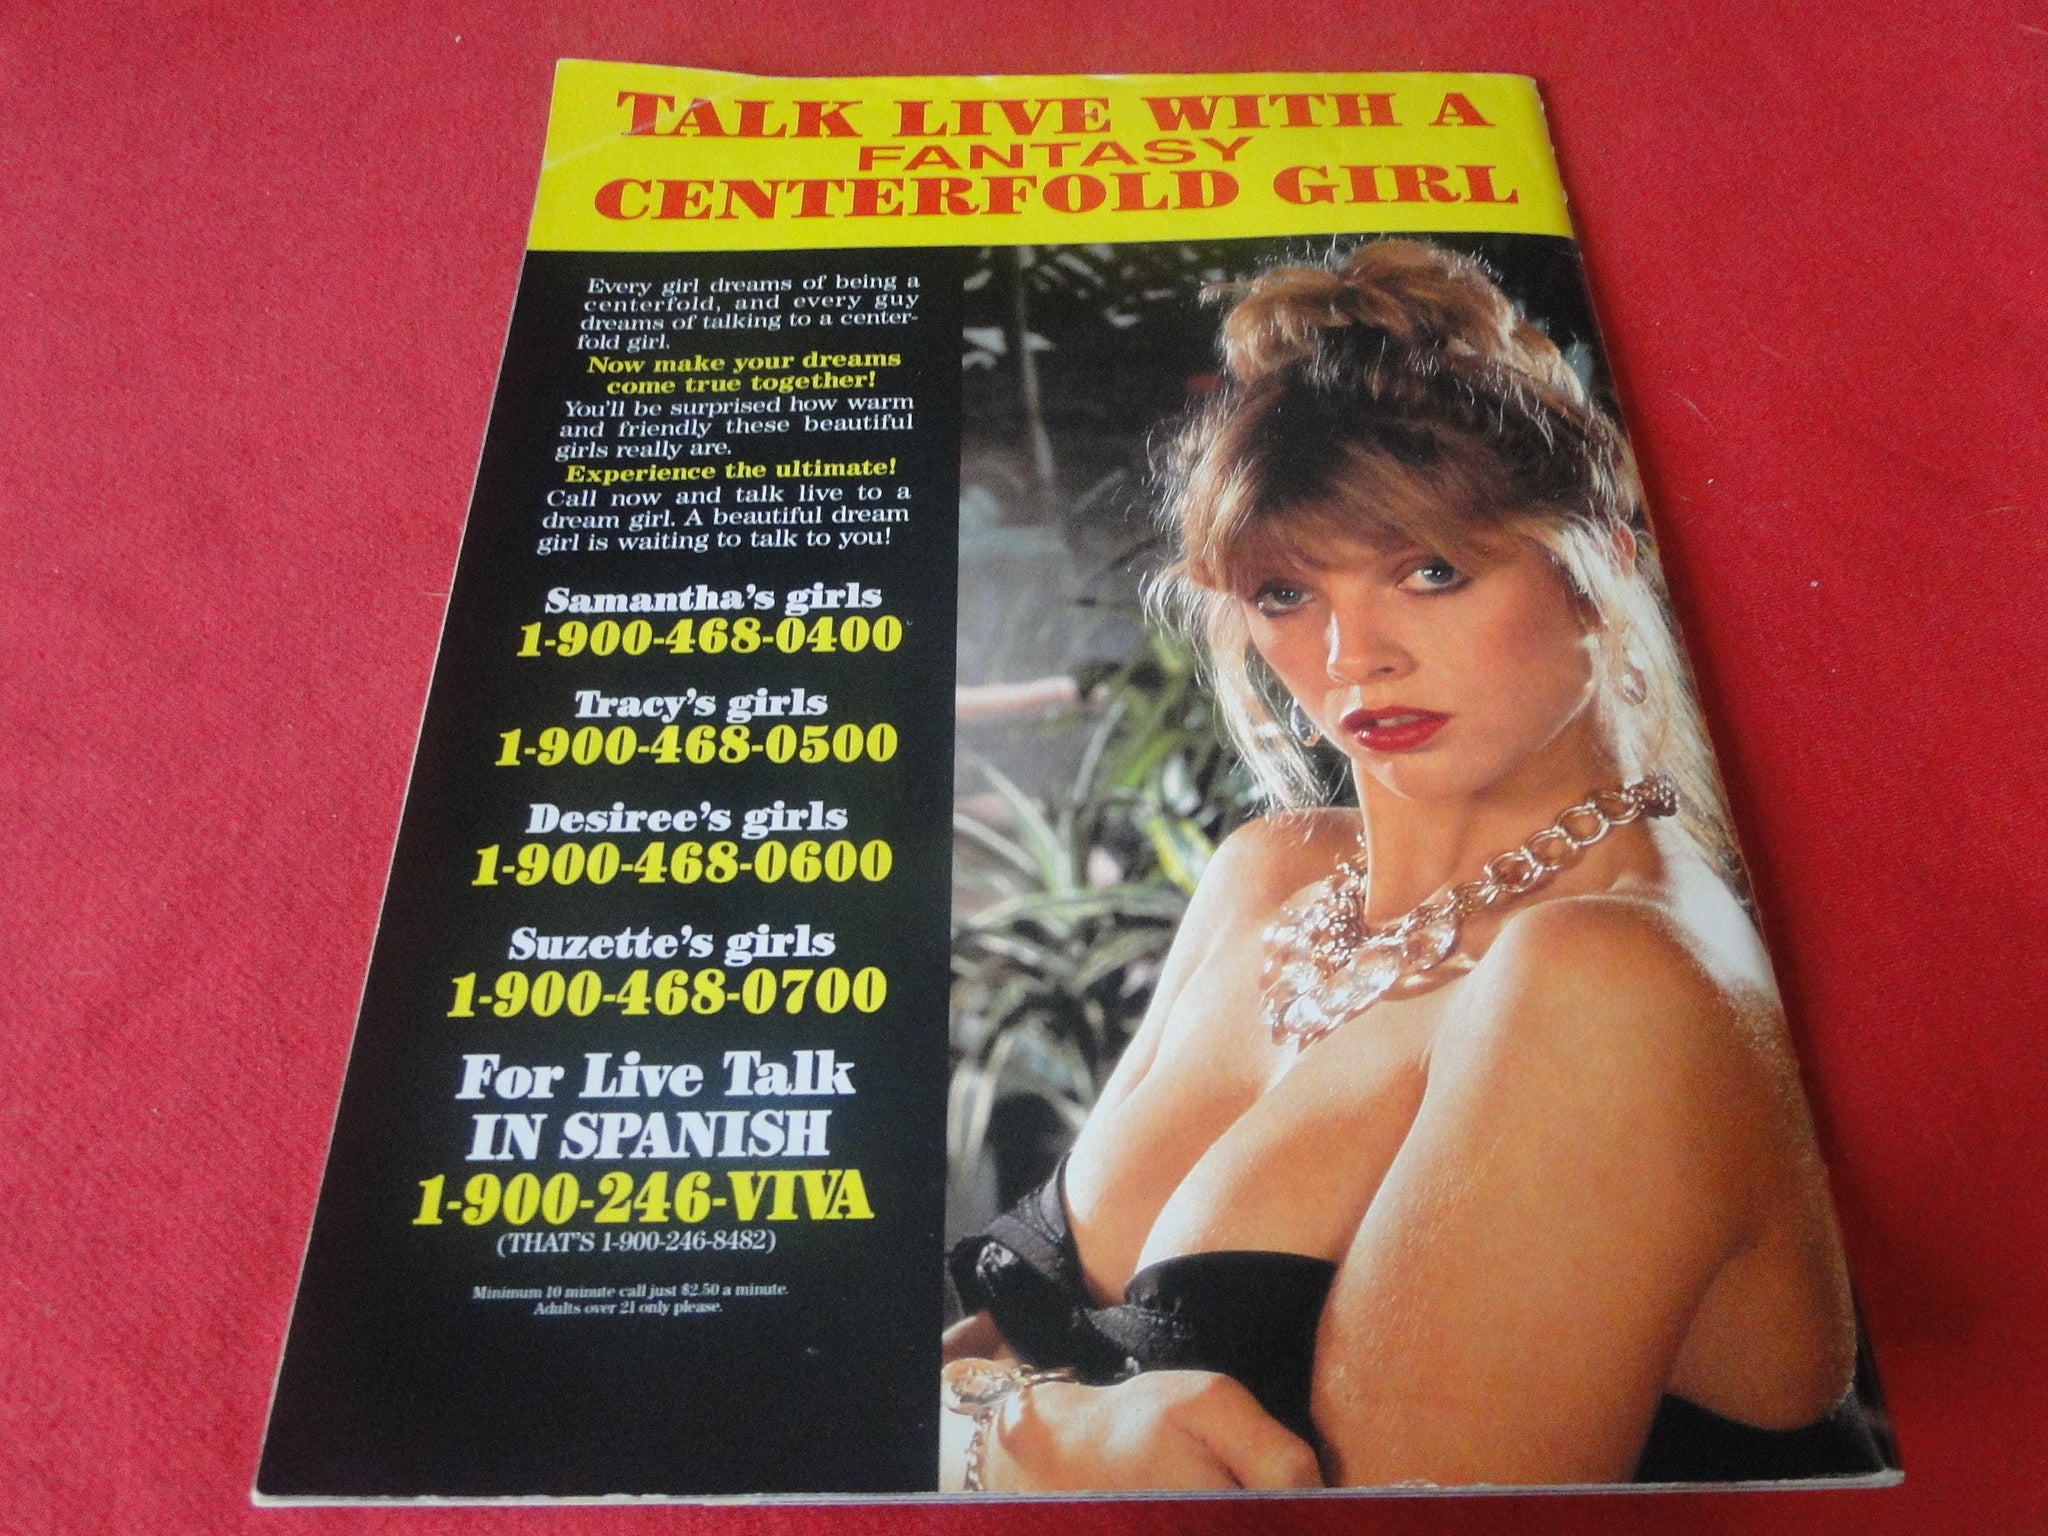 TALK LIVE WITH A
FANTASY
CENTERFOLD GIRL
Every girl dreams of being a
centerfold, and every guy
dreams of talking to a center-
fold girl.
Now make your dreams
come true together!
You'll be surprised how warm
and friendly these beautiful
girls really are.
Experience the ultimate!
Call now and talk live to a
dream girl. A beautiful dream
girl is waiting to talk to you!
Samantha's girls
1-900-468-0400
Tracy's girls
1-900-468-0500
Desiree's girls
1-900-468-0600
Suzette's girls
1-900-468-0700
For Live Talk
IN SPANISH
1-900-246-VIVA
(THAT'S 1-900-246-8482)
Minimum 10 minute call just $2.50 a minute.
Adults over 21 only please.